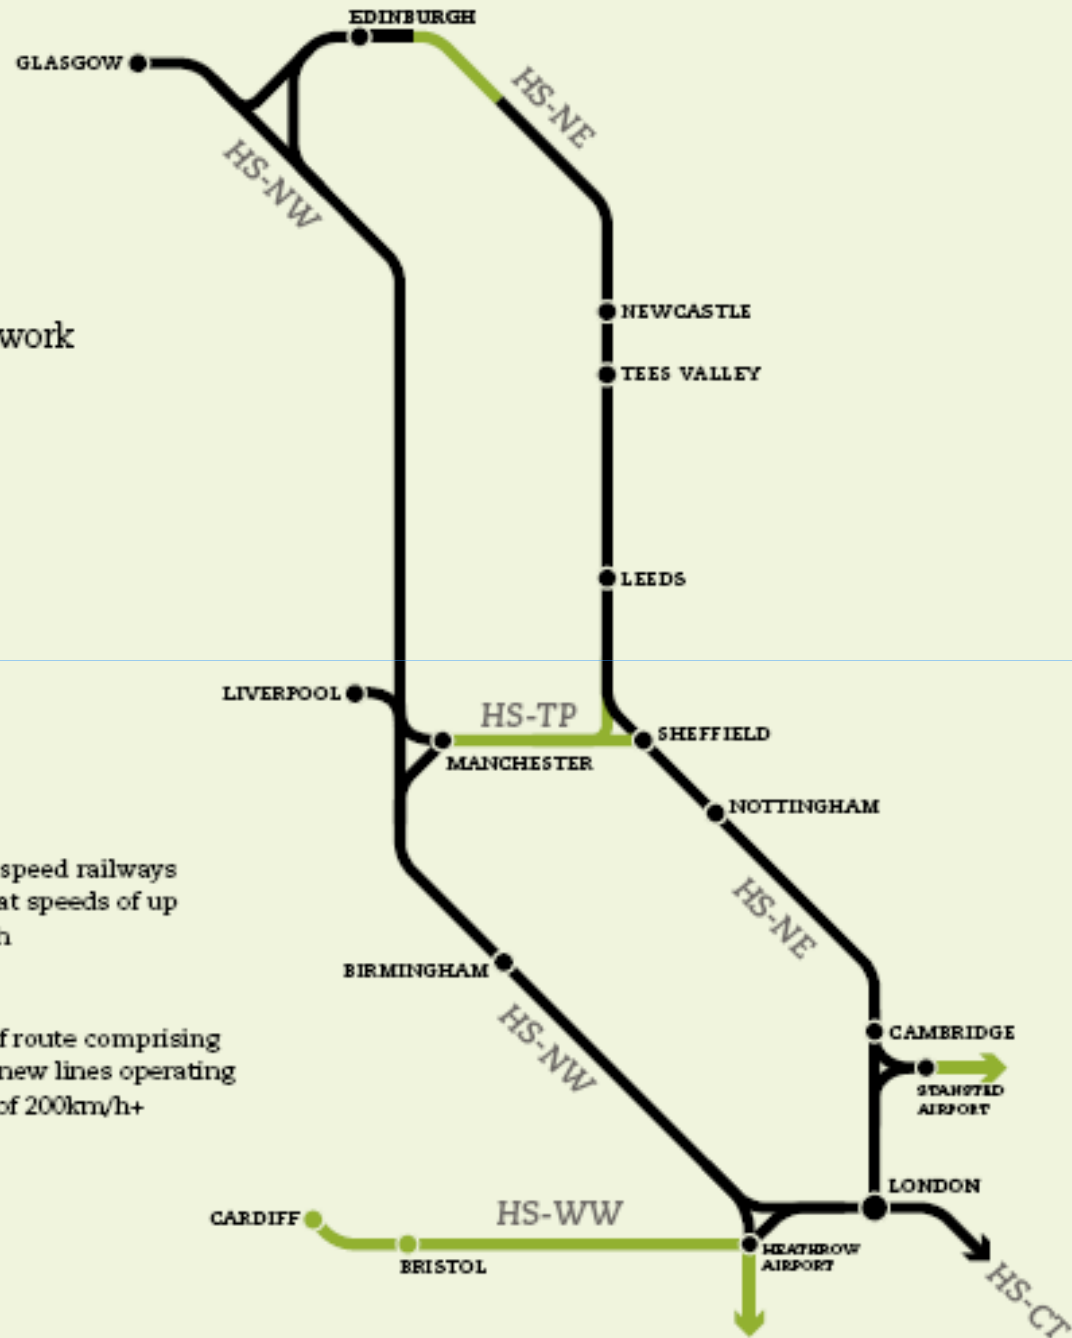 EDINBURGH
GLASGOW
HS-NE
HS-NW
NEWCASTLE
work
TEES VALLEY
LEEDS
LIVERPOOL
HS-TP
SHEFFIELD
MANCHESTER
NOTTINGHAM
speed railways
at speeds of up
h
HS-NE
BIRMINGHAM
HS-NW
CAMBRIDGE
f route comprising
new lines operating
of 200km/h+
STANSTED
AIRPORT
LONDON
CARDIFF
HS-WW
HEATHROW
AIRPORT
BRISTOL
HS-CT